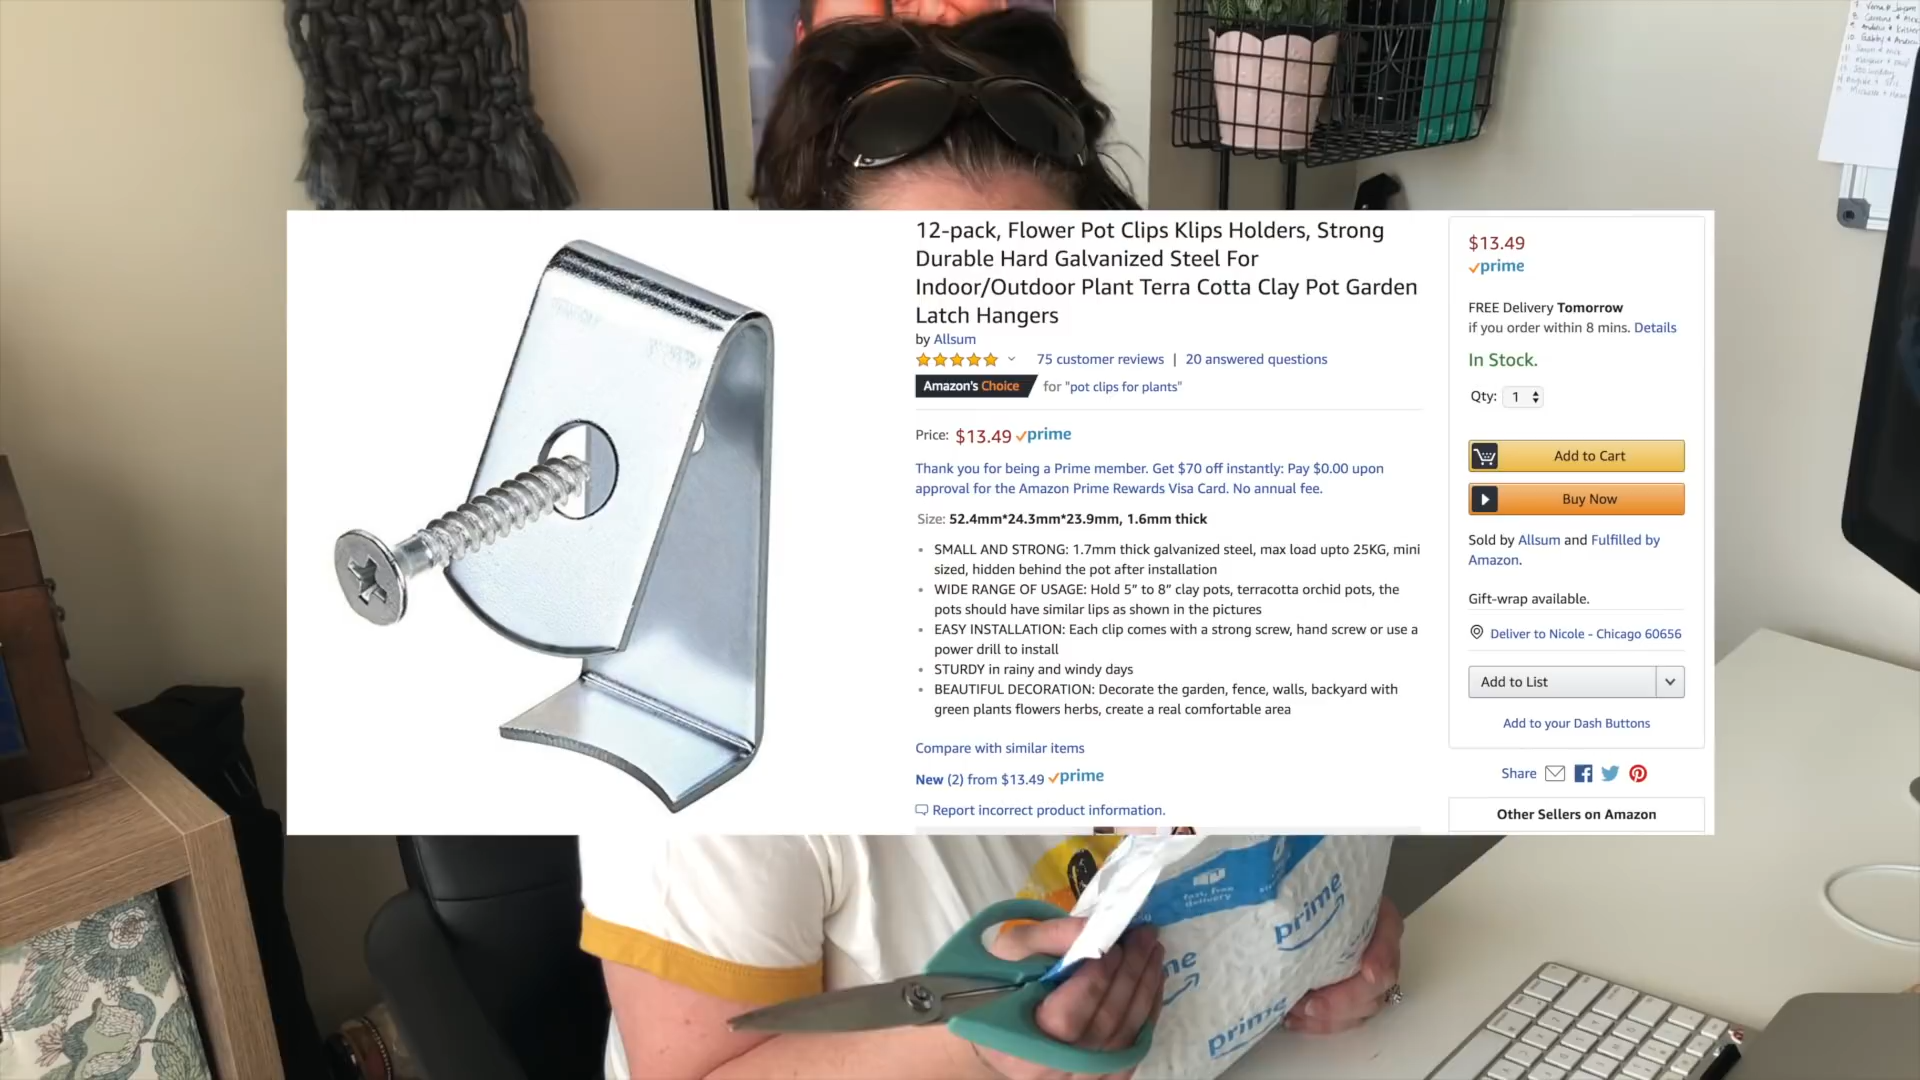 12-pack, Flower Pot Clips Klips Holders, Strong
Durable Hard Galvanized Steel For
Indoor/Outdoor Plant Terra Cotta Clay Pot Garden
Latch Hangers
by Allsum
75 customer reviews | 20 answered questions
Amazon's Choice for "pot clips for plants"
Price: $13.49 prime
Thank you for being a Prime member. Get $70 off instantly: Pay $0.00 upon
approval for the Amazon Prime Rewards Visa Card. No annual fee.
Size: 52.4mm*24.3mm*23.9mm, 1.6mm thick
SMALL AND STRONG: 1.7mm thick galvanized steel, max load upto 25KG, mini
sized, hidden behind the pot after installation
WIDE RANGE OF USAGE: Hold 5” to 8” clay pots, terracotta orchid pots, the
pots should have similar lips as shown in the pictures
EASY INSTALLATION: Each clip comes with a strong screw, hand screw or use a
power drill to install
STURDY in rainy and windy days
BEAUTIFUL DECORATION: Decorate the garden, fence, walls, backyard with
green plants flowers herbs, create a real comfortable area
Compare with similar items
New (2) from $13.49 prime
Report incorrect product information.
$13.49
prime
FREE Delivery Tomorrow
if you order within 8 mins. Details
In Stock.
Qty: 1
Add to Cart
Buy Now
Sold by Allsum and Fulfilled by
Amazon.
Gift-wrap available.
Deliver to Nicole - Chicago 60656
Add to List
Add to your Dash Buttons
Share
Other Sellers on Amazon
fast, free
delivery
prime
prime